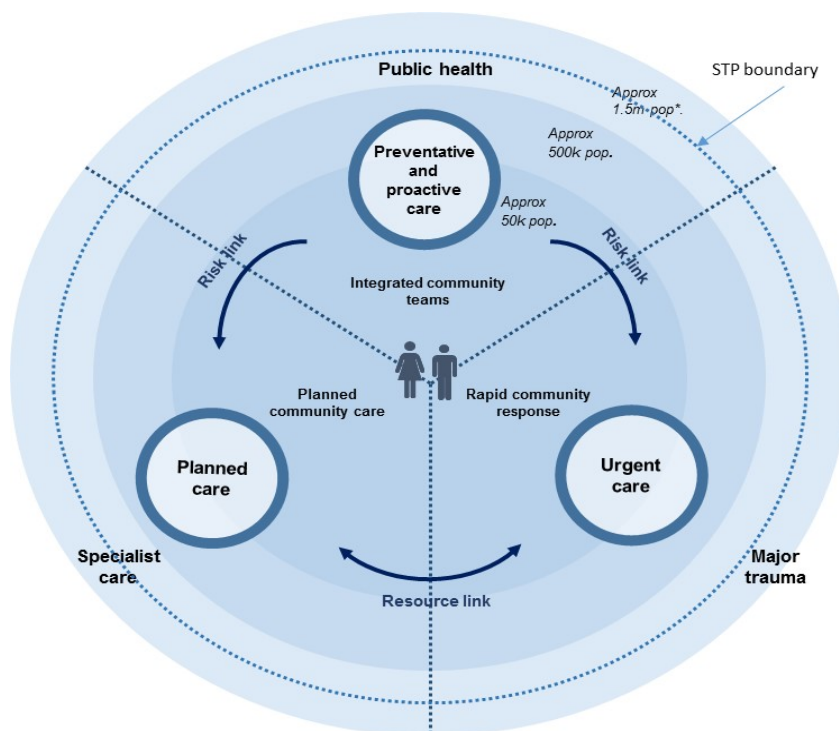 STP boundary
Public health
Approx
1.5m pop*.
Approx
500k pop.
Preventative
and
proactive
care
Approx
50k pop.
Risk link
Risk link
Integrated community
teams
Planned
community care
Rapid community
response
Planned
care
Urgent
care
Specialist
care
Major
trauma
Resource link